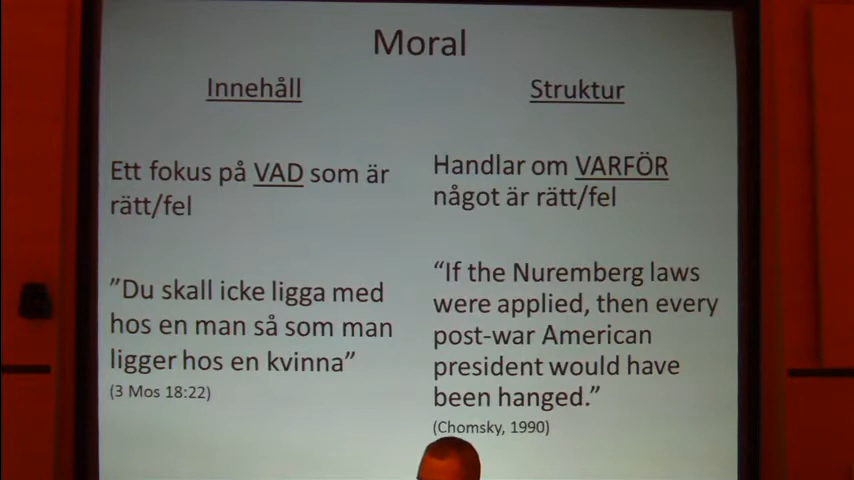 Moral
Innehåll
Ett fokus på VAD som är
rätt/fel
”Du skall icke ligga med
hos en man så som man
ligger hos en kvinna”
(3 Mos 18:22)
Struktur
Handlar om VARFÖR
något är rätt/fel
“If the Nuremberg laws
were applied, then every
post-war American
president would have
been hanged.”
(Chomsky, 1990)